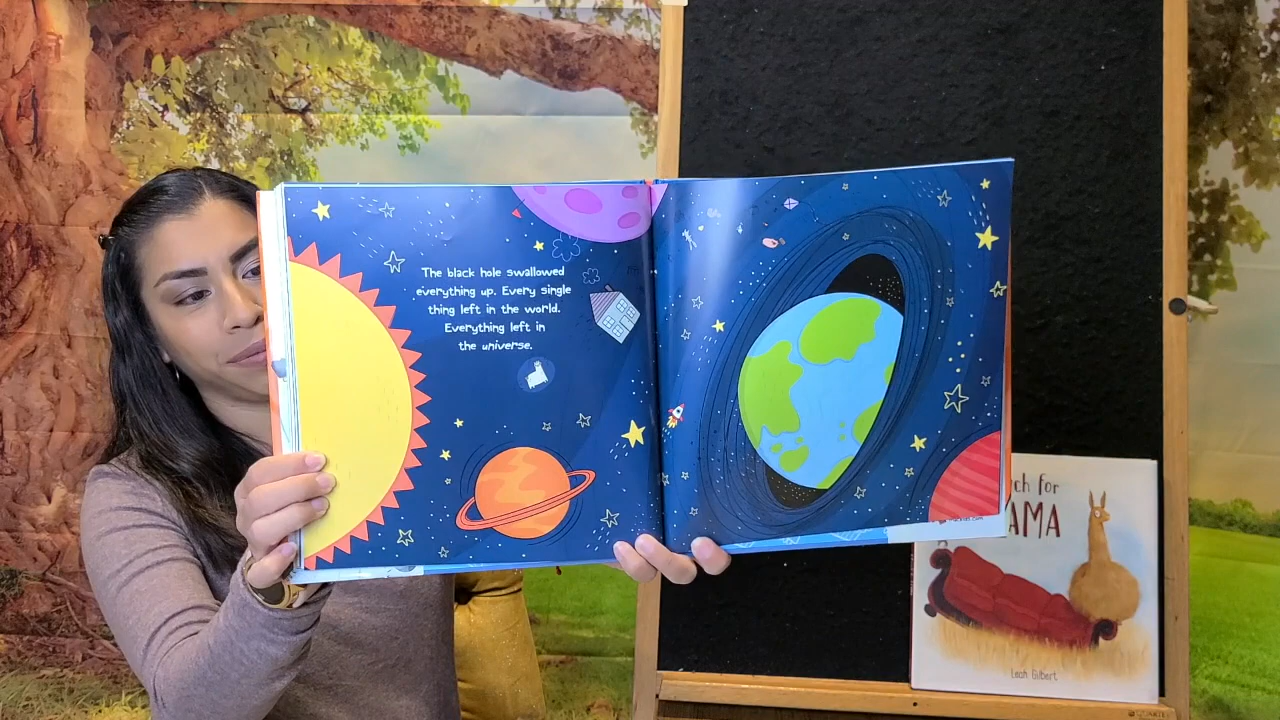 The black hole swallowed
everything up. Every single
thing left in the world.
Everything left in
the universe.
ch for
AMA
Leah Gilbert